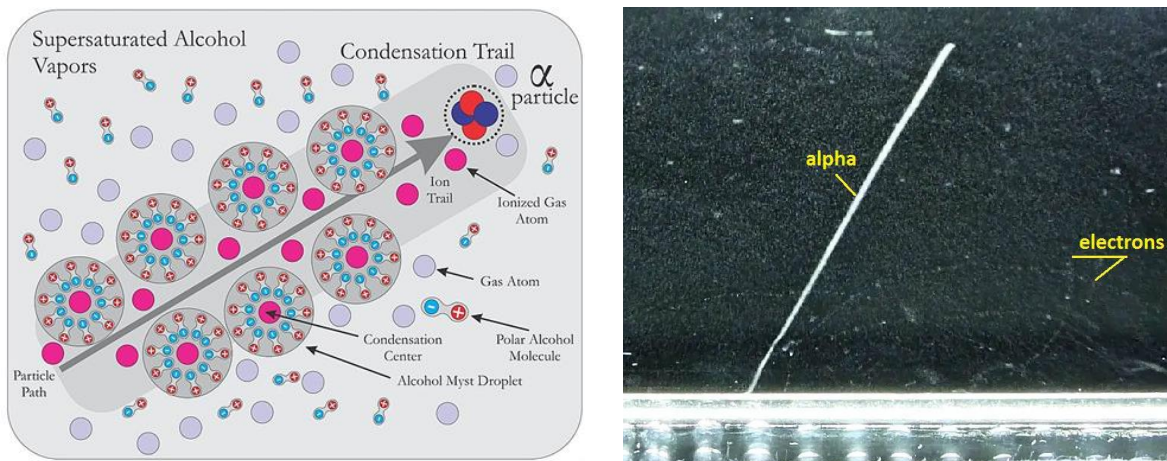 Supersaturated Alcohol
Vapors
Condensation Trail
α
particle
Ion
Trail
Ionized Gas
Atom
Gas Atom
Polar Alcohol
Molecule
Condensation
Center
Alcohol Myst Droplet
Particle
Path
alpha
electrons